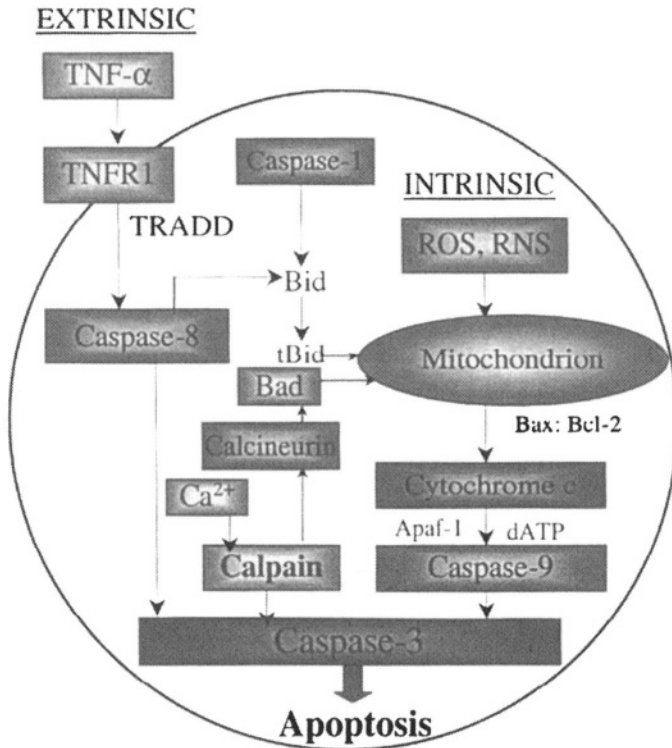 EXTRINSIC
TNF-α
TNFR1
TRADD
Caspase-1
INTRINSIC
ROS, RNS
Bid
Caspase-8
tBid
Mitochondrion
Bad
Bax: Bcl-2
Calcineurin
Cytochrome c
Ca²⁺
Apaf-1
dATP
Calpain
Caspase-9
Caspase-3
Apoptosis